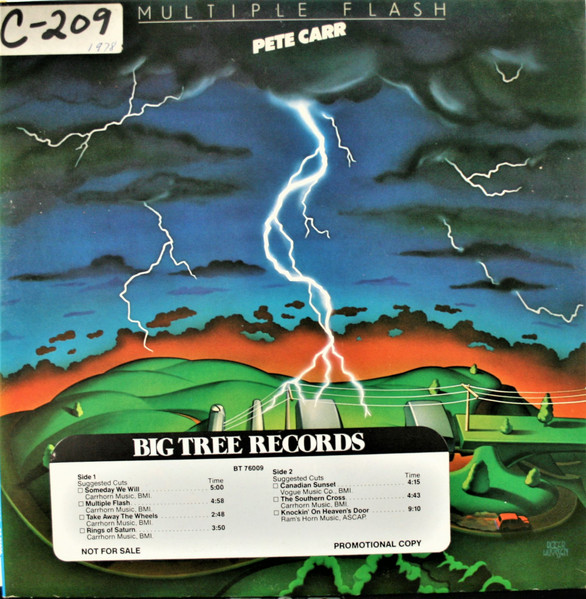 C-209
1978
MULTIPLE FLASH
PETE CARR
BIG TREE RECORDS
BT 76009
Side 1
Suggested Cuts Time
☐ Someday We Will 5:00
Carrhorn Music, BMI.
☐ Multiple Flash 4:58
Carrhorn Music, BMI.
☐ Take Away The Wheels 2:48
Carrhorn Music, BMI.
☐ Rings of Saturn 3:50
Carrhorn Music, BMI.
NOT FOR SALE
Side 2
Suggested Cuts Time
☐ Canadian Sunset 4:15
Vogue Music Co., BMI.
☐ The Southern Cross 4:43
Carrhorn Music, BMI.
☐ Knockin' On Heaven's Door 9:10
Ram's Horn Music, ASCAP.
PROMOTIONAL COPY